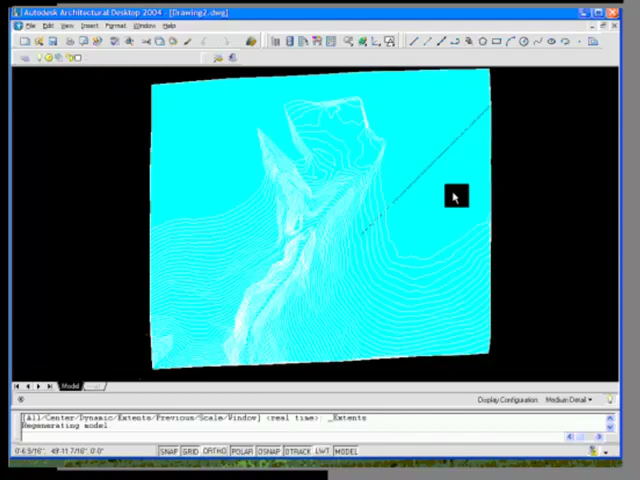 Autodesk Architectural Desktop 2004 - [Drawing2.dwg]
File Edit View Insert Format Window Help
Model
Display Configuration: Medium Detail
[All/Center/Dynamic/Extents/Previous/Scale/Window] <real time>: _Extents
Regenerating model
SNAP GRID ORTHO POLAR OSNAP OTRACK LWT MODEL